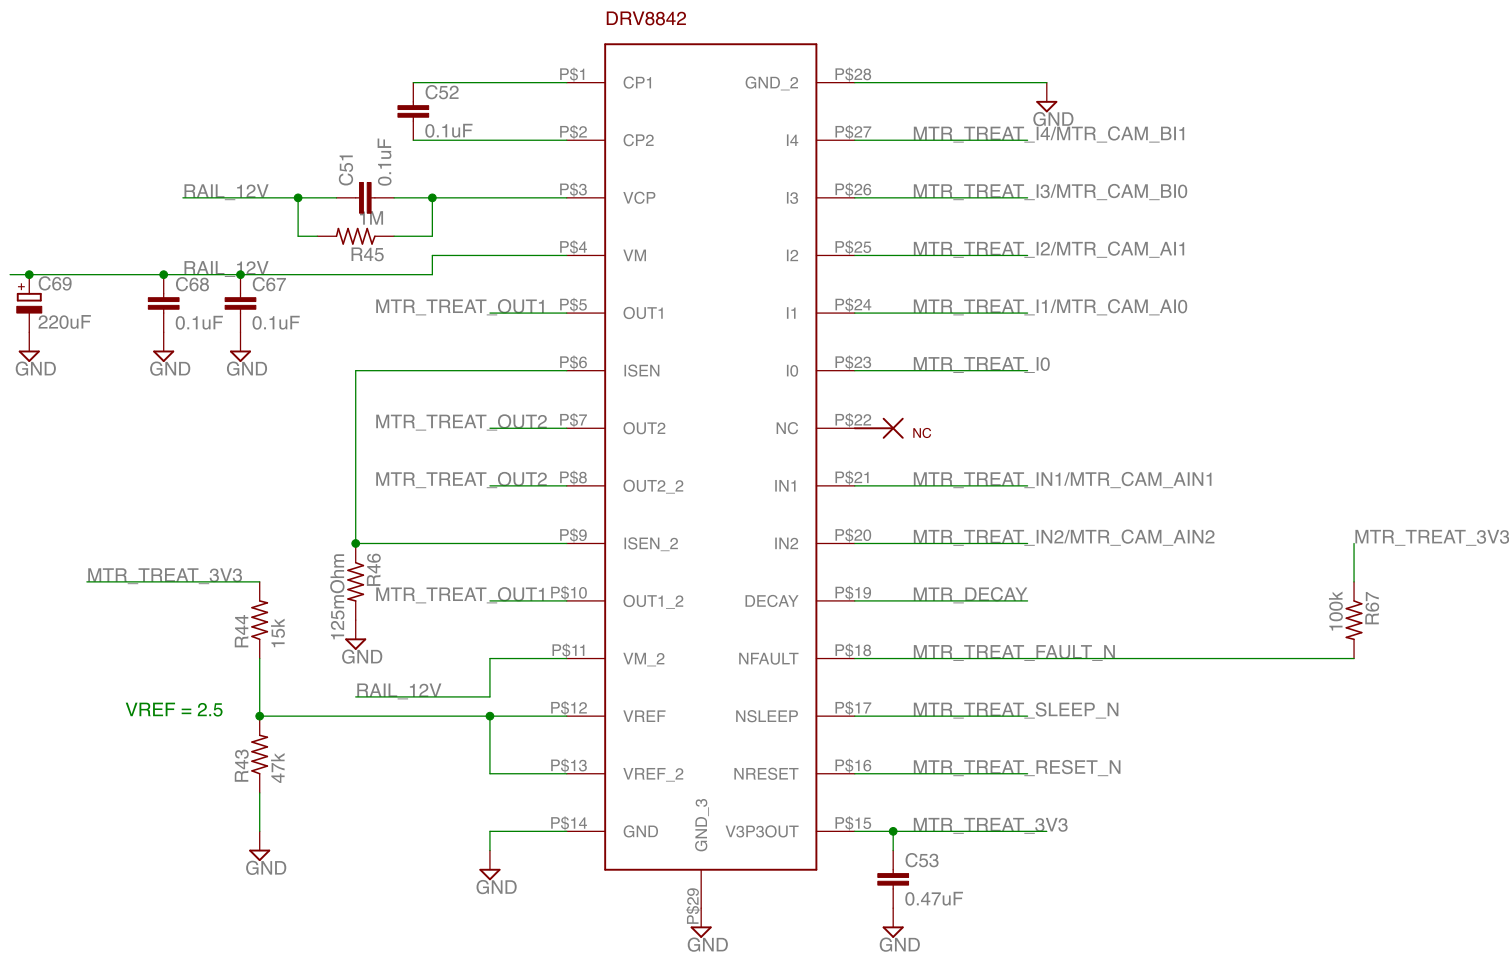 DRV8842
P$1
CP1
GND_2
P$28
C52
0.1uF
GND
P$2
CP2
I4
P$27
MTR_TREAT_I4/MTR_CAM_BI1
C51
0.1uF
RAIL_12V
P$3
VCP
I3
P$26
MTR_TREAT_I3/MTR_CAM_BI0
1M
R45
P$4
VM
I2
P$25
MTR_TREAT_I2/MTR_CAM_AI1
RAIL_12V
+
C69
C68
C67
220uF
0.1uF
0.1uF
GND
GND
GND
MTR_TREAT_OUT1
P$5
OUT1
I1
P$24
MTR_TREAT_I1/MTR_CAM_AI0
P$6
ISEN
I0
P$23
MTR_TREAT_I0
MTR_TREAT_OUT2
P$7
OUT2
NC
P$22
NC
MTR_TREAT_OUT2
P$8
OUT2_2
IN1
P$21
MTR_TREAT_IN1/MTR_CAM_AIN1
P$9
ISEN_2
IN2
P$20
MTR_TREAT_IN2/MTR_CAM_AIN2
MTR_TREAT_3V3
MTR_TREAT_3V3
125mOhm
R46
MTR_TREAT_OUT1
P$10
OUT1_2
DECAY
P$19
MTR_DECAY
100k
R67
R44
15k
GND
P$11
VM_2
NFAULT
P$18
MTR_TREAT_FAULT_N
RAIL_12V
VREF = 2.5
P$12
VREF
NSLEEP
P$17
MTR_TREAT_SLEEP_N
R43
47k
P$13
VREF_2
NRESET
P$16
MTR_TREAT_RESET_N
P$14
GND
GND_3
V3P3OUT
P$15
MTR_TREAT_3V3
GND
GND
C53
0.47uF
P$29
GND
GND